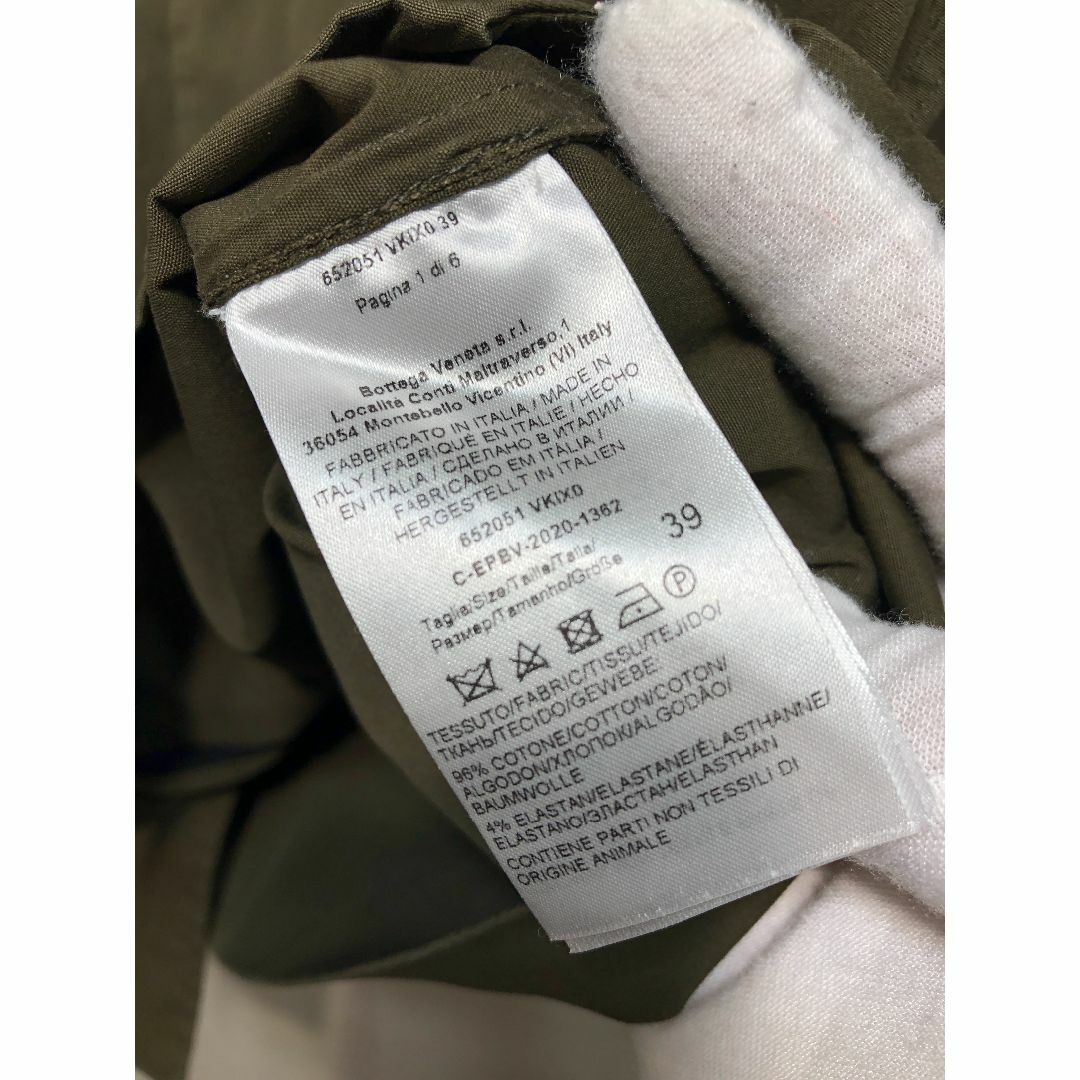 652051 VKIX0 39
Pagina 1 di 6
Bottega Veneta s.r.l.
Località Conti Maltraverso,1
36054 Montebello Vicentino (VI) Italy
FABBRICATO IN ITALIA / MADE IN
ITALY / FABRIQUÉ EN ITALIE / HECHO
EN ITALIA / СДЕЛАНО В ИТАЛИИ /
FABRICADO EM ITÁLIA /
HERGESTELLT IN ITALIEN
652051 VKIX0
C-EPBV-2020-1362
Taglia/Size/Taille/Talla/
Размер/Tamanho/Größe
39
P
TESSUTO/FABRIC/TISSU/TEJIDO/
ТКАНЬ/TECIDO/GEWEBE:
96% COTONE/COTTON/COTON/
ALGODON/ХЛОПОК/ALGODÃO/
BAUMWOLLE
4% ELASTAN/ELASTANE/ÉLASTHANNE/
ELASTANO/ЭЛАСТАН/ELASTHAN
CONTIENE PARTI NON TESSILI DI
ORIGINE ANIMALE